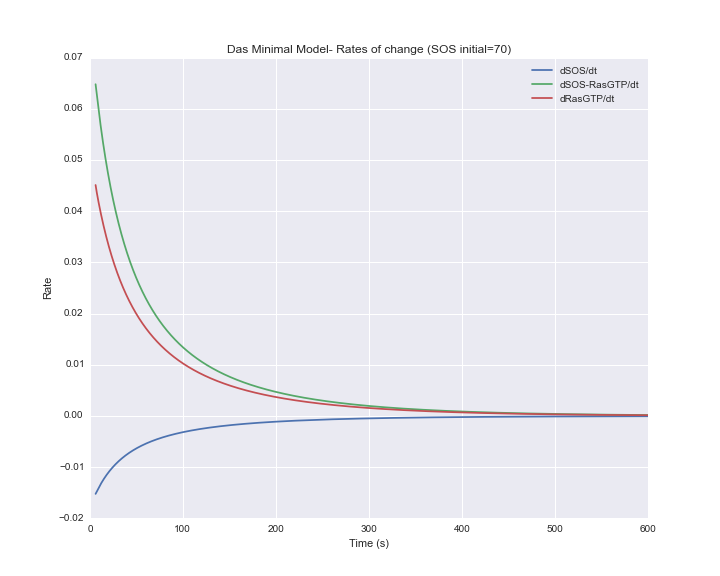 Das Minimal Model- Rates of change (SOS initial=70)
0.07
0.06
0.05
0.04
0.03
0.02
0.01
0.00
−0.01
−0.02
Rate
dSOS/dt
dSOS-RasGTP/dt
dRasGTP/dt
0 100 200 300 400 500 600
Time (s)